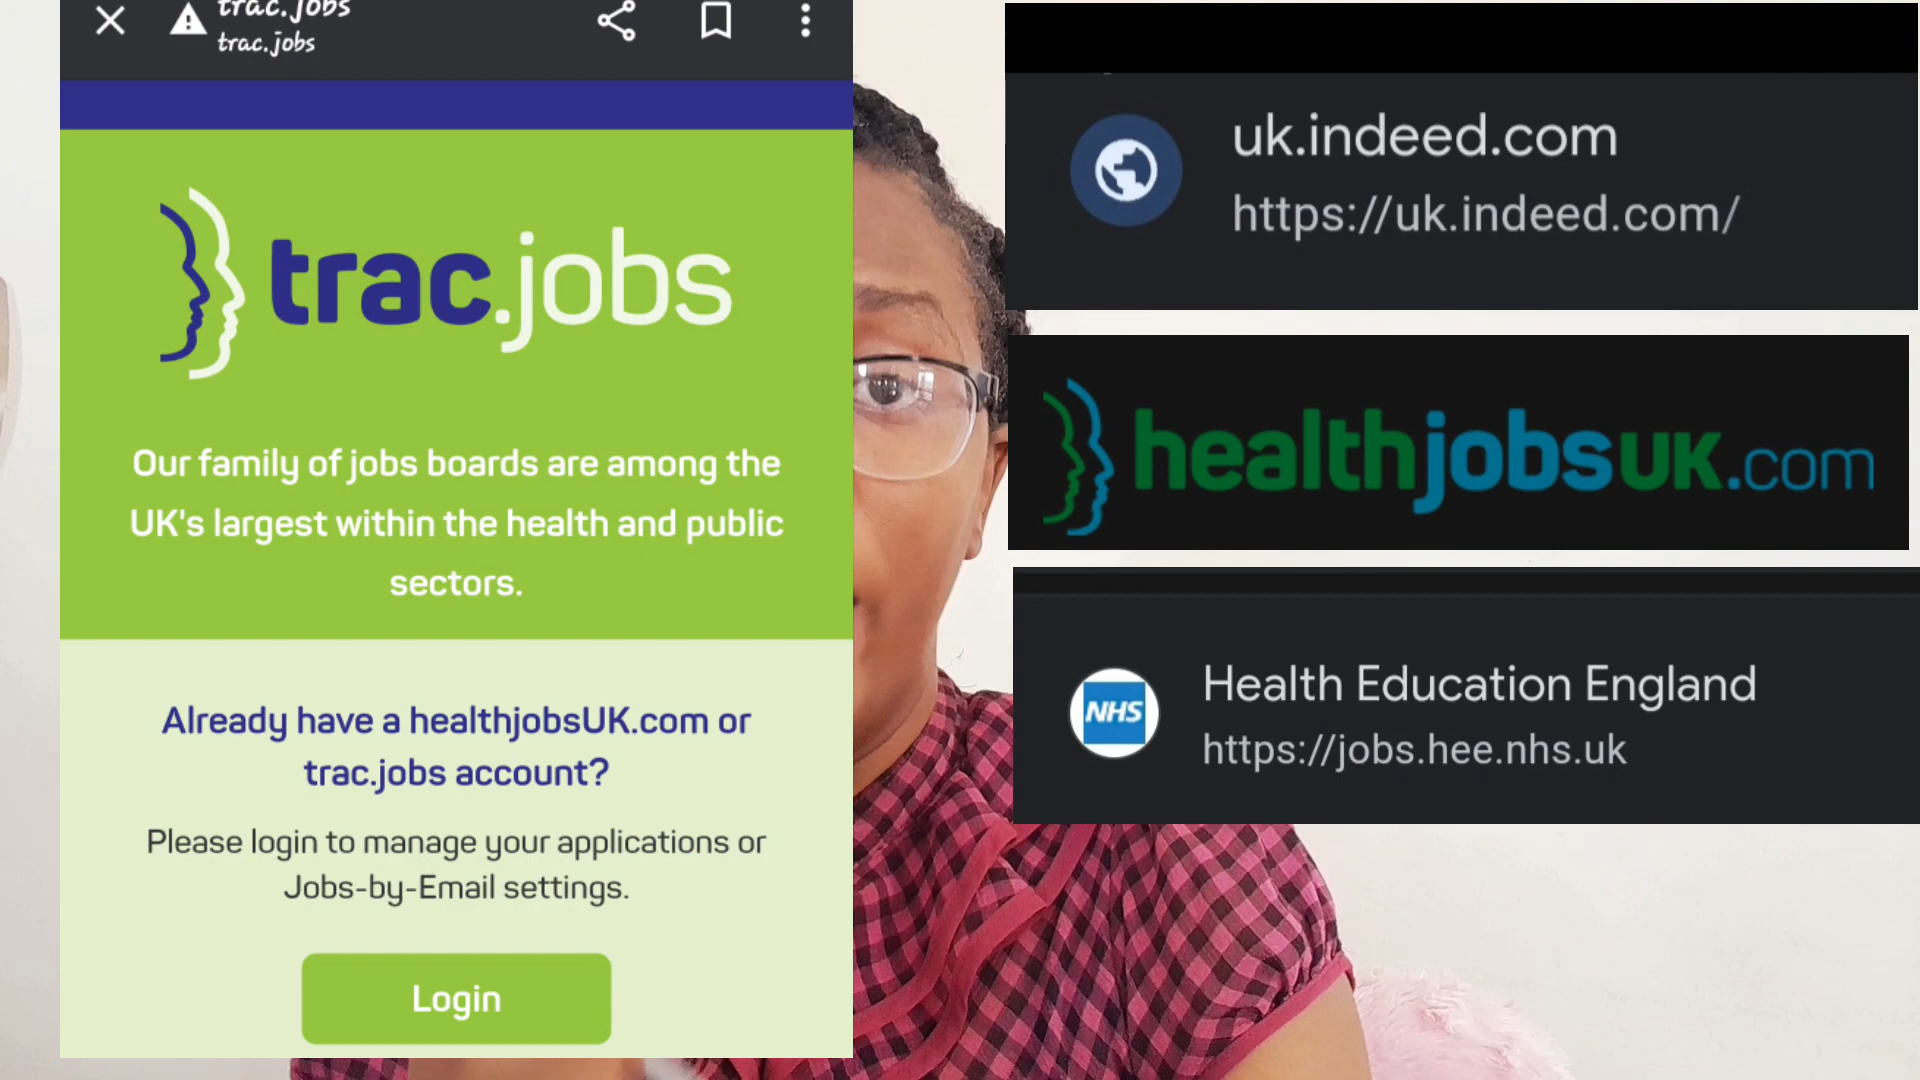 trac.jobs
trac.jobs
trac.jobs
Our family of jobs boards are among the
UK's largest within the health and public
sectors.
Already have a healthjobsUK.com or
trac.jobs account?
Please login to manage your applications or
Jobs-by-Email settings.
Login
uk.indeed.com
https://uk.indeed.com/
healthjobsUK.com
NHS
Health Education England
https://jobs.hee.nhs.uk